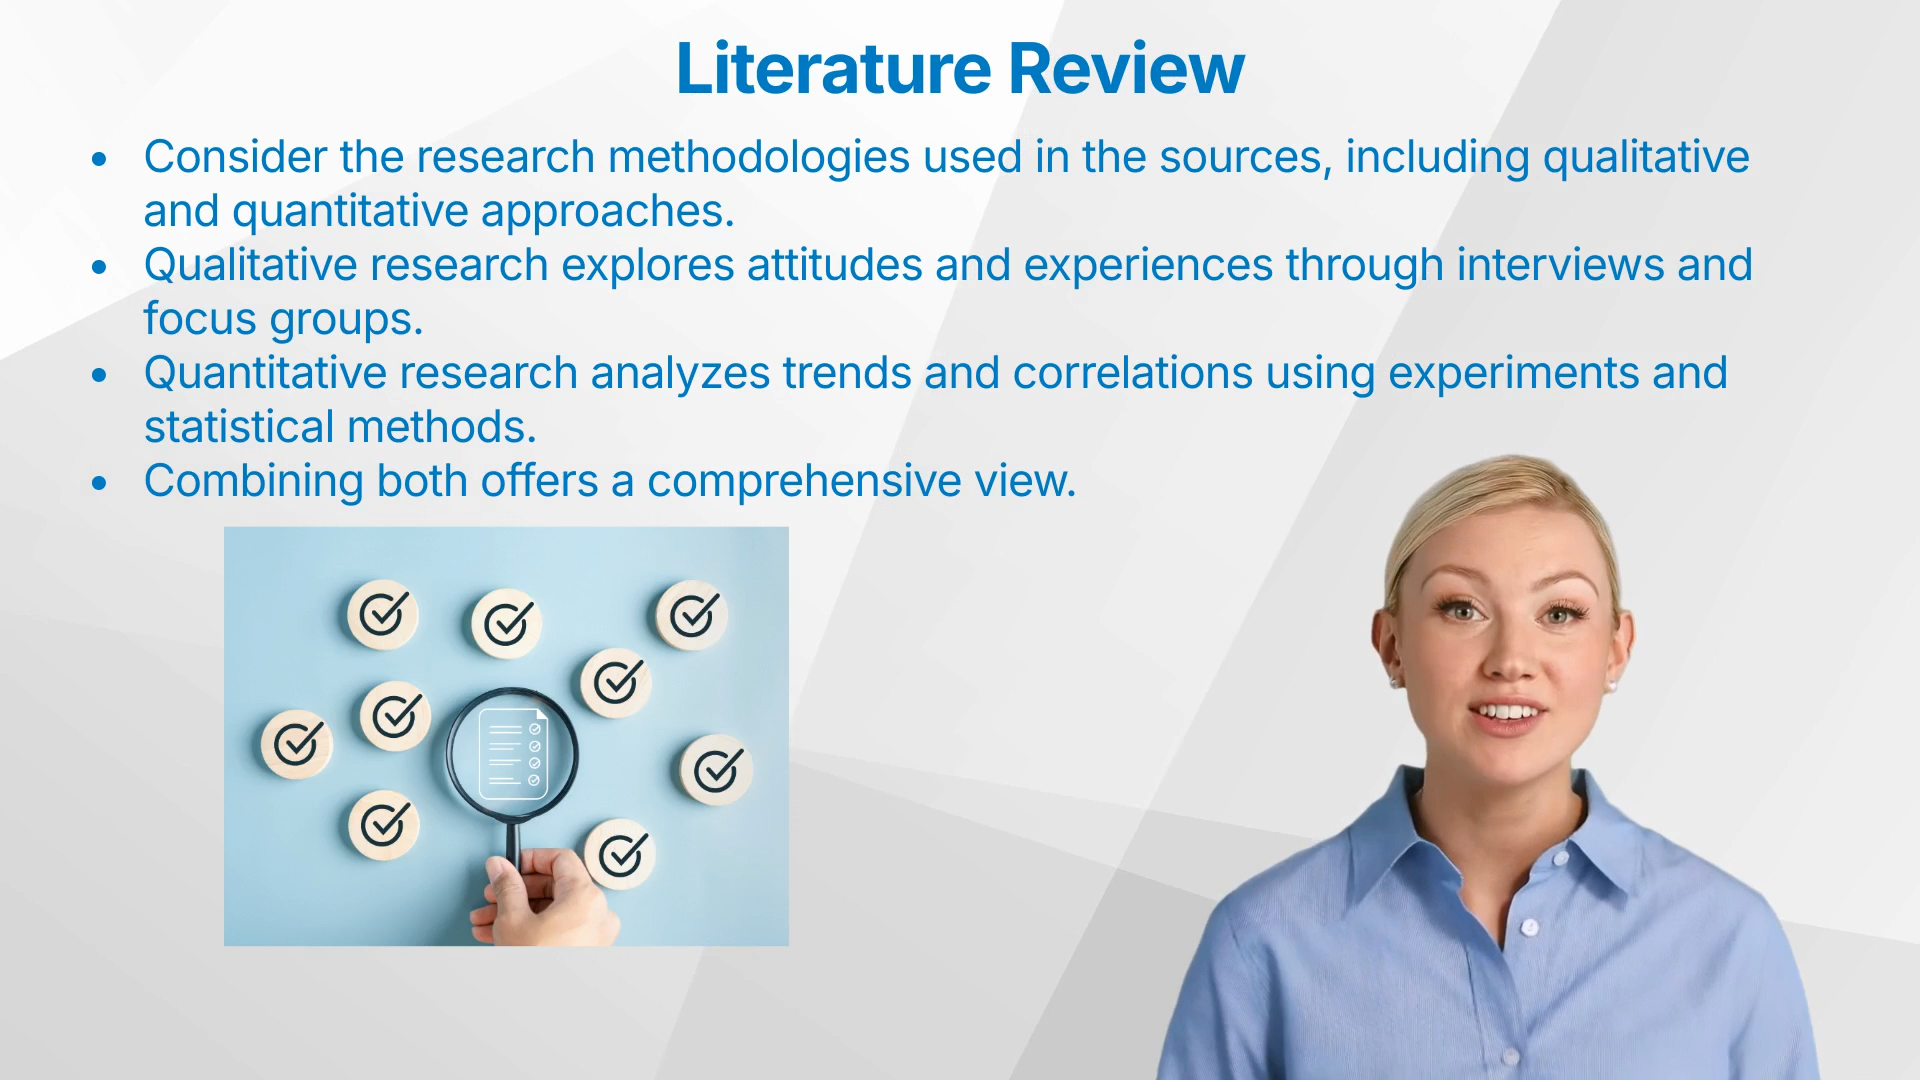 Literature Review
• Consider the research methodologies used in the sources, including qualitative
and quantitative approaches.
• Qualitative research explores attitudes and experiences through interviews and
focus groups.
• Quantitative research analyzes trends and correlations using experiments and
statistical methods.
• Combining both offers a comprehensive view.